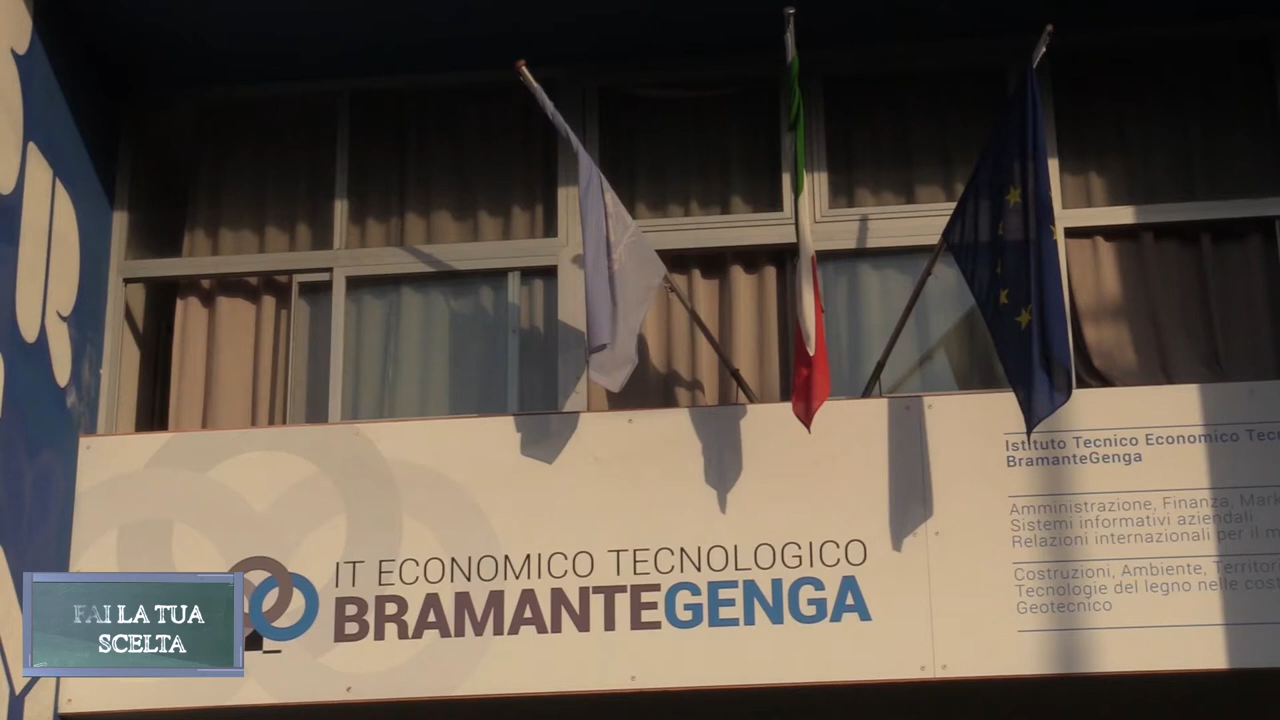 IT ECONOMICO TECNOLOGICO
BRAMANTEGENGA
Istituto Tecnico Economico
BramanteGenga
Amministrazione, Finanza,
Sistemi informativi aziendali
Relazioni internazionali per il
Costruzioni, Ambiente,
Tecnologie del legno nelle
Geotecnico
FAI LA TUA
SCELTA